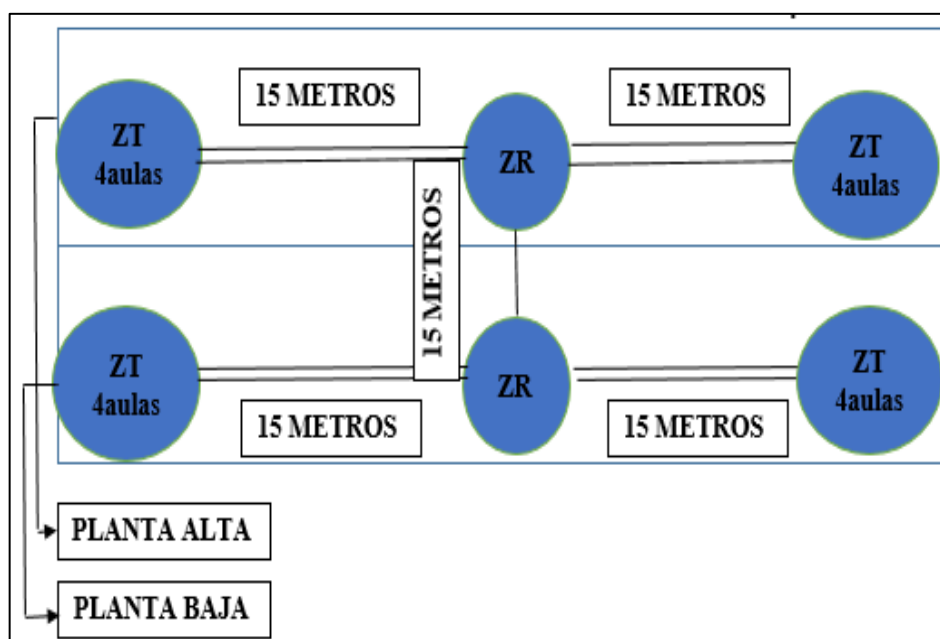 15 METROS
15 METROS
ZT
4aulas
ZR
ZT
4aulas
15 METROS
ZT
4aulas
ZR
ZT
4aulas
15 METROS
15 METROS
PLANTA ALTA
PLANTA BAJA